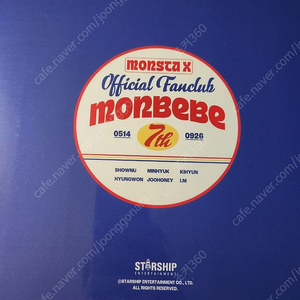 MONSTA X
Official Fanclub
MONBEBE
0514 7th 0926
SHOWNU MINHYUK KIHYUN
HYUNGWON JOOHONEY I.M
STARSHIP
ENTERTAINMENT
©STARSHIP ENTERTAINMENT CO., LTD.
ALL RIGHTS RESERVED.